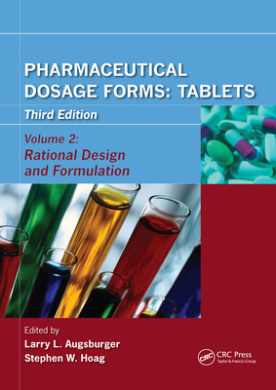 PHARMACEUTICAL
DOSAGE FORMS: TABLETS
Third Edition
Volume 2:
Rational Design
and Formulation
Edited by
Larry L. Augsburger
Stephen W. Hoag
CRC
CRC Press
Taylor & Francis Group